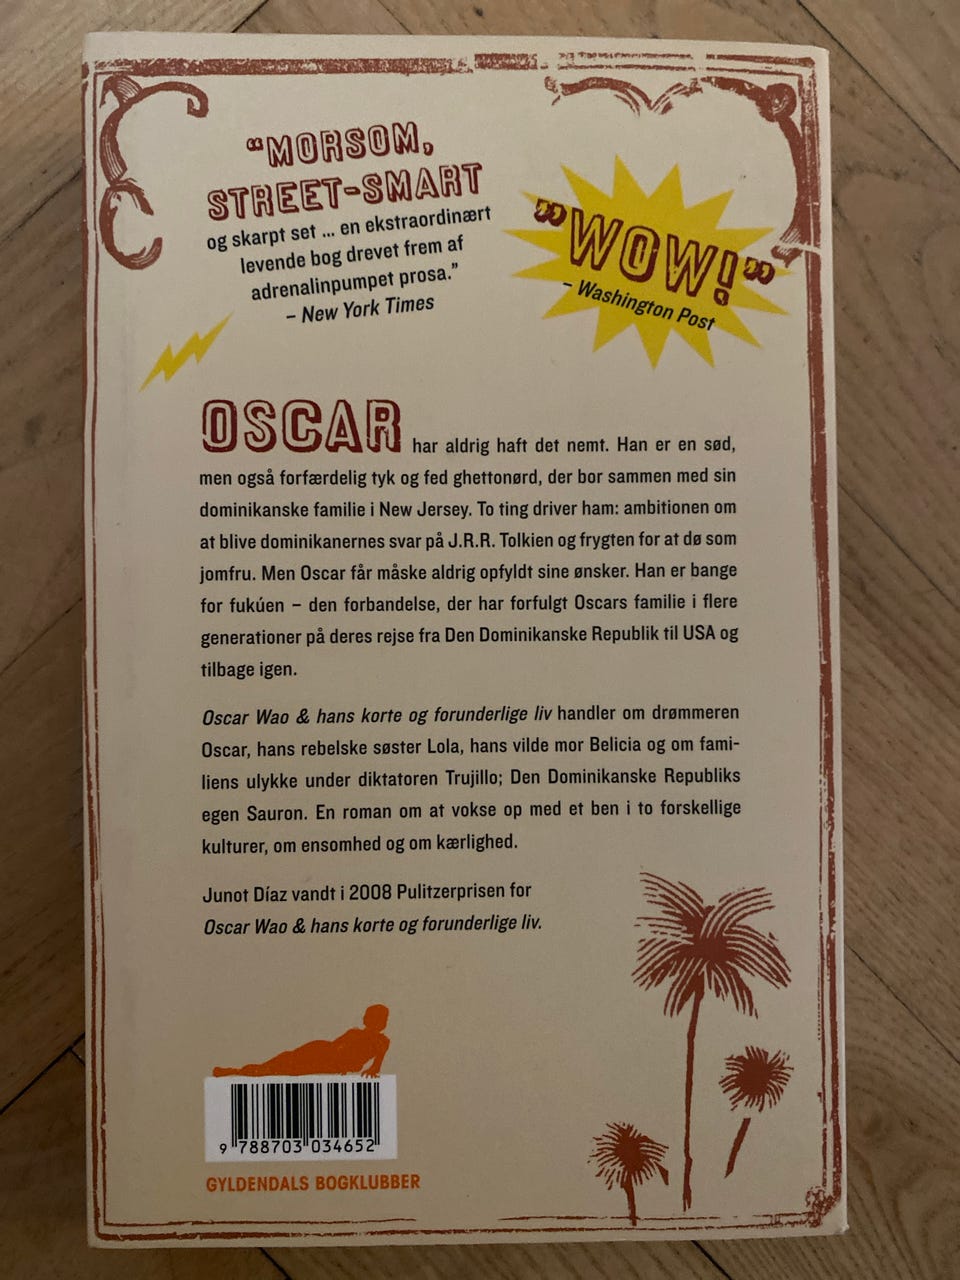 “MORSOM,
STREET-SMART
og skarpt set ... en ekstraordinært
levende bog drevet frem af
adrenalinpumpet prosa.”
– New York Times
”WOW!”
– Washington Post
OSCAR har aldrig haft det nemt. Han er en sød,
men også forfærdelig tyk og fed ghettonørd, der bor sammen med sin
dominikanske familie i New Jersey. To ting driver ham: ambitionen om
at blive dominikanernes svar på J.R.R. Tolkien og frygten for at dø som
jomfru. Men Oscar får måske aldrig opfyldt sine ønsker. Han er bange
for fukúen – den forbandelse, der har forfulgt Oscars familie i flere
generationer på deres rejse fra Den Dominikanske Republik til USA og
tilbage igen.
Oscar Wao & hans korte og forunderlige liv handler om drømmeren
Oscar, hans rebelske søster Lola, hans vilde mor Belicia og om fami-
liens ulykke under diktatoren Trujillo; Den Dominikanske Republiks
egen Sauron. En roman om at vokse op med et ben i to forskellige
kulturer, om ensomhed og om kærlighed.
Junot Díaz vandt i 2008 Pulitzerprisen for
Oscar Wao & hans korte og forunderlige liv.
9 788703 034652
GYLDENDALS BOGKLUBBER